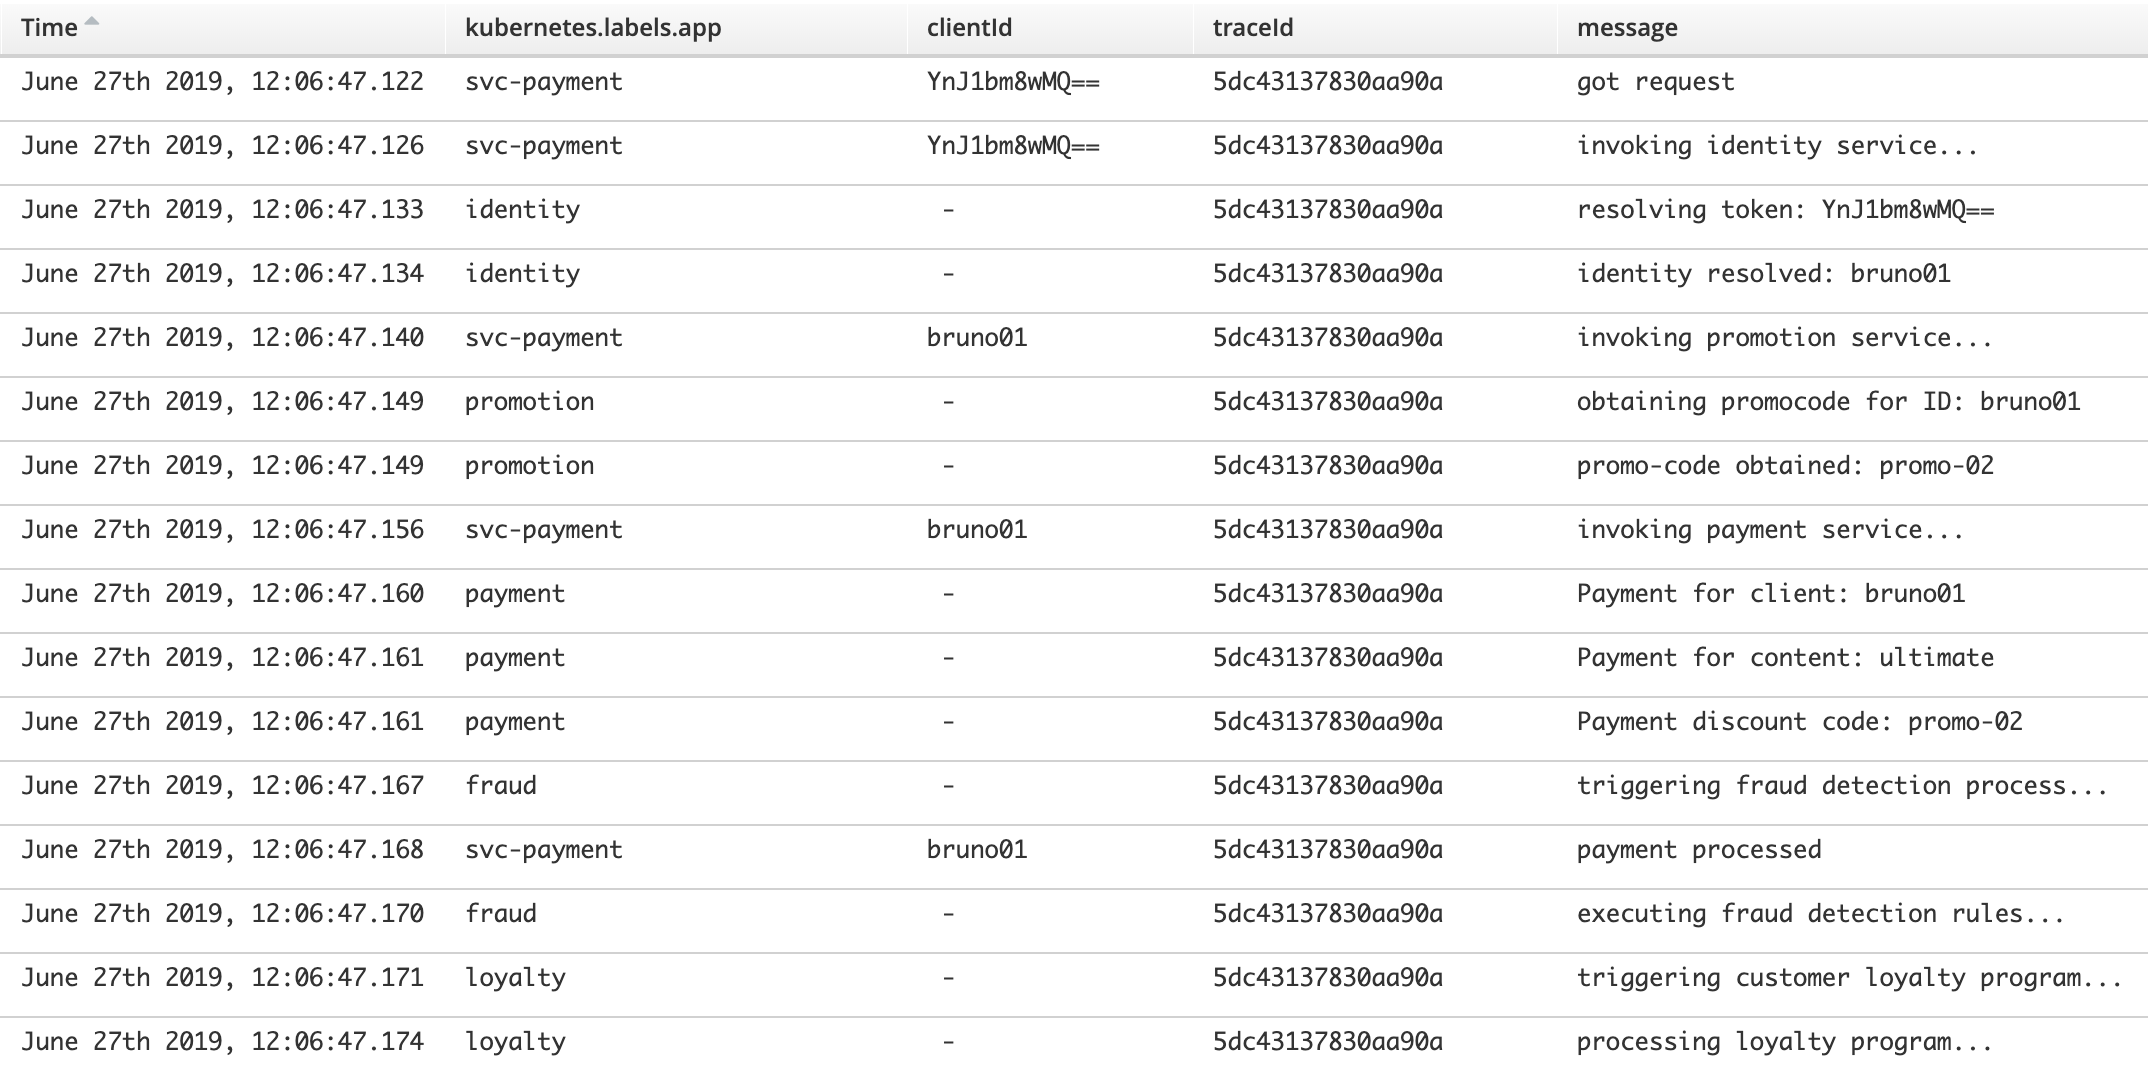 Time kubernetes.labels.app clientId traceId message
June 27th 2019, 12:06:47.122 svc-payment YnJ1bm8wMQ== 5dc43137830aa90a got request
June 27th 2019, 12:06:47.126 svc-payment YnJ1bm8wMQ== 5dc43137830aa90a invoking identity service...
June 27th 2019, 12:06:47.133 identity - 5dc43137830aa90a resolving token: YnJ1bm8wMQ==
June 27th 2019, 12:06:47.134 identity - 5dc43137830aa90a identity resolved: bruno01
June 27th 2019, 12:06:47.140 svc-payment bruno01 5dc43137830aa90a invoking promotion service...
June 27th 2019, 12:06:47.149 promotion - 5dc43137830aa90a obtaining promocode for ID: bruno01
June 27th 2019, 12:06:47.149 promotion - 5dc43137830aa90a promo-code obtained: promo-02
June 27th 2019, 12:06:47.156 svc-payment bruno01 5dc43137830aa90a invoking payment service...
June 27th 2019, 12:06:47.160 payment - 5dc43137830aa90a Payment for client: bruno01
June 27th 2019, 12:06:47.161 payment - 5dc43137830aa90a Payment for content: ultimate
June 27th 2019, 12:06:47.161 payment - 5dc43137830aa90a Payment discount code: promo-02
June 27th 2019, 12:06:47.167 fraud - 5dc43137830aa90a triggering fraud detection process...
June 27th 2019, 12:06:47.168 svc-payment bruno01 5dc43137830aa90a payment processed
June 27th 2019, 12:06:47.170 fraud - 5dc43137830aa90a executing fraud detection rules...
June 27th 2019, 12:06:47.171 loyalty - 5dc43137830aa90a triggering customer loyalty program...
June 27th 2019, 12:06:47.174 loyalty - 5dc43137830aa90a processing loyalty program...